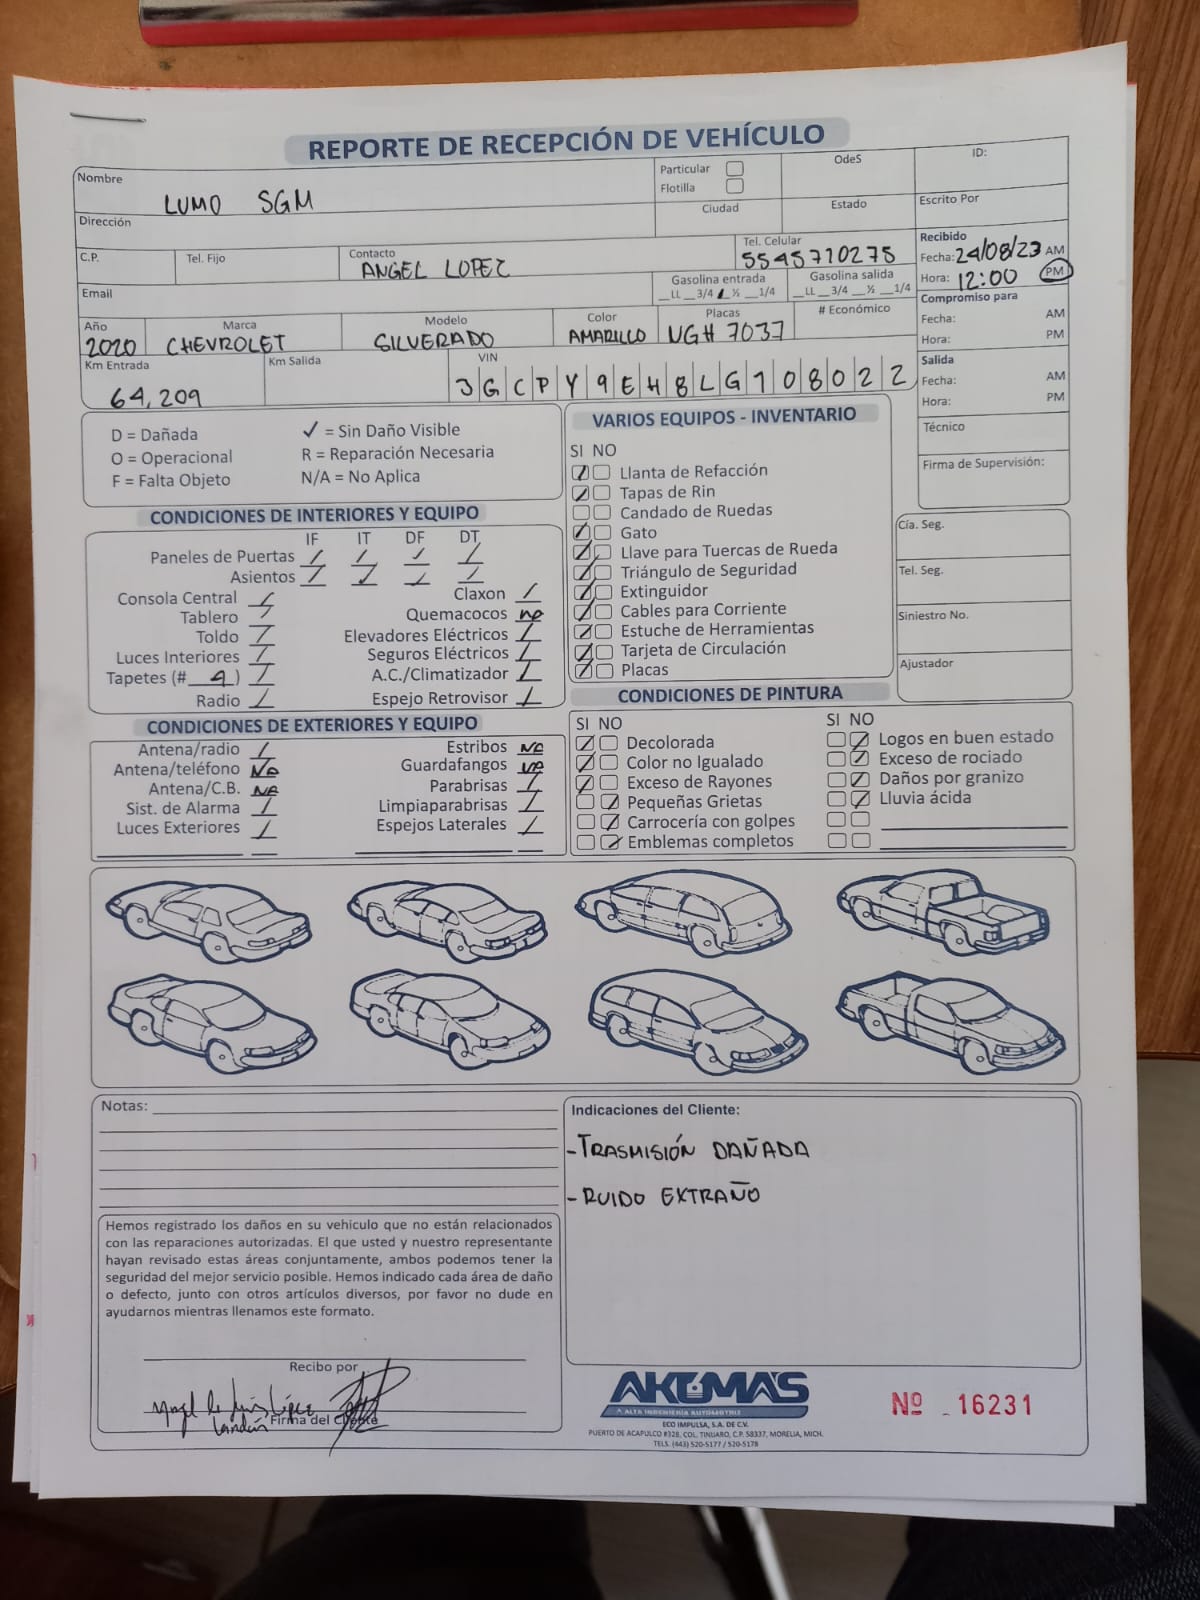 REPORTE DE RECEPCIÓN DE VEHÍCULO
Nombre LUMO SGM
Particular
Flotilla
OdeS
ID:
Dirección
Ciudad
Estado
Escrito Por
C.P.
Tel. Fijo
Contacto ANGEL LOPEZ
Tel. Celular 5545710275
Recibido
Fecha: 24/08/23 AM
Hora: 12:00 PM
Email
Gasolina entrada
__LL __3/4 __½ __1/4
Gasolina salida
__LL __3/4 __½ __1/4
Compromiso para
Fecha: AM
Hora: PM
Año 2020
Marca CHEVROLET
Modelo SILVERADO
Color AMARILLO
Placas UGH 7037
# Económico
Km Entrada 64,209
Km Salida
VIN 3GCPY9EH8LG108022
Salida
Fecha: AM
Hora: PM
Técnico
Firma de Supervisión:
D = Dañada
O = Operacional
F = Falta Objeto
✓ = Sin Daño Visible
R = Reparación Necesaria
N/A = No Aplica
VARIOS EQUIPOS - INVENTARIO
SI NO
Llanta de Refacción
Tapas de Rin
Candado de Ruedas
Gato
Llave para Tuercas de Rueda
Triángulo de Seguridad
Extinguidor
Cables para Corriente
Estuche de Herramientas
Tarjeta de Circulación
Placas
Cía. Seg.
Tel. Seg.
Siniestro No.
Ajustador
CONDICIONES DE INTERIORES Y EQUIPO
IF IT DF DT
Paneles de Puertas
Asientos
Consola Central
Tablero
Toldo
Luces Interiores
Tapetes (# 4 )
Radio
Claxon
Quemacocos NA
Elevadores Eléctricos
Seguros Eléctricos
A.C./Climatizador
Espejo Retrovisor
CONDICIONES DE EXTERIORES Y EQUIPO
Antena/radio
Antena/teléfono NA
Antena/C.B. NA
Sist. de Alarma
Luces Exteriores
Estribos NA
Guardafangos NA
Parabrisas
Limpiaparabrisas
Espejos Laterales
CONDICIONES DE PINTURA
SI NO
Decolorada
Color no Igualado
Exceso de Rayones
Pequeñas Grietas
Carrocería con golpes
Emblemas completos
SI NO
Logos en buen estado
Exceso de rociado
Daños por granizo
Lluvia ácida
Notas:
Indicaciones del Cliente:
-TRASMISIÓN DAÑADA
-RUIDO EXTRAÑO
Hemos registrado los daños en su vehiculo que no están relacionados
con las reparaciones autorizadas. El que usted y nuestro representante
hayan revisado estas áreas conjuntamente, ambos podemos tener la
seguridad del mejor servicio posible. Hemos indicado cada área de daño
o defecto, junto con otros artículos diversos, por favor no dude en
ayudarnos mientras llenamos este formato.
Recibo por
Firma del Cliente
AKEMAS
ALTA INGENIERÍA AUTOMOTRIZ
ECO IMPULSA, S.A. DE C.V.
PUERTO DE ACAPULCO #328, COL. TINIJARO, C.P. 58337, MORELIA, MICH.
TELS. (443) 520-5177 / 520-5178
Nº 16231